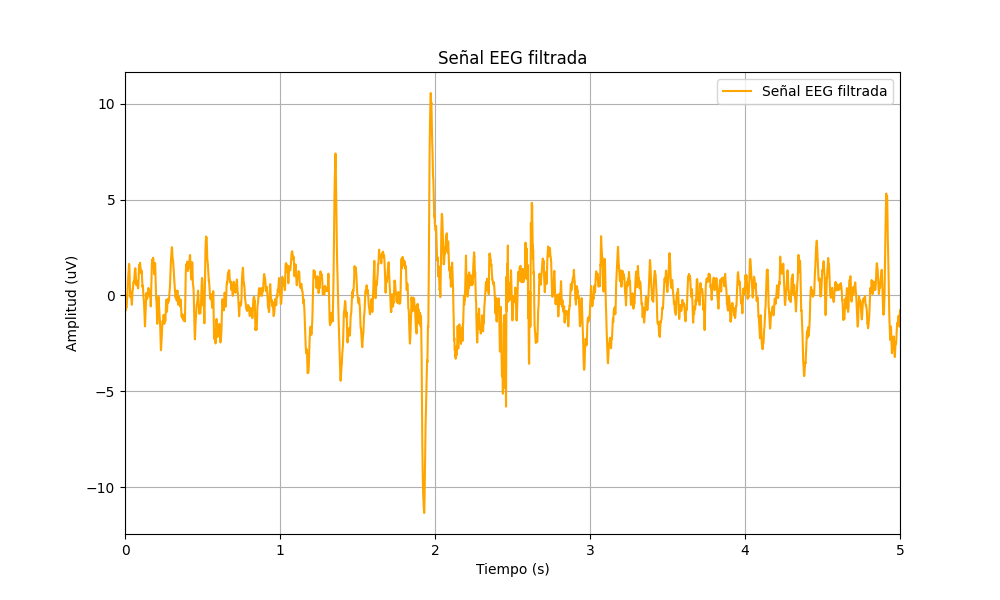 Señal EEG filtrada
Señal EEG filtrada
10
5
0
−5
−10
Amplitud (uV)
0 1 2 3 4 5
Tiempo (s)